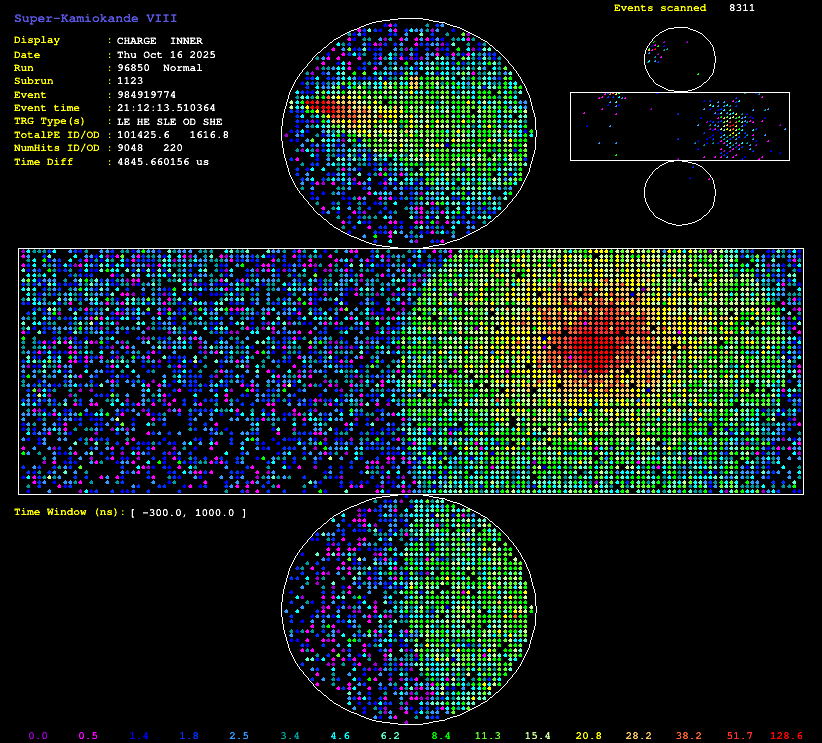 Super-Kamiokande VIII
Events scanned 8311
Display : CHARGE INNER
Date : Thu Oct 16 2025
Run : 96850 Normal
Subrun : 1123
Event : 984919774
Event time : 21:12:13.510364
TRG Type(s) : LE HE SLE OD SHE
TotalPE ID/OD : 101425.6 1616.8
NumHits ID/OD : 9048 220
Time Diff : 4845.660156 us
Time Window (ns): [ -300.0, 1000.0 ]
0.0 0.5 1.4 1.8 2.5 3.4 4.6 6.2 8.4 11.3 15.4 20.8 28.2 38.2 51.7 128.6